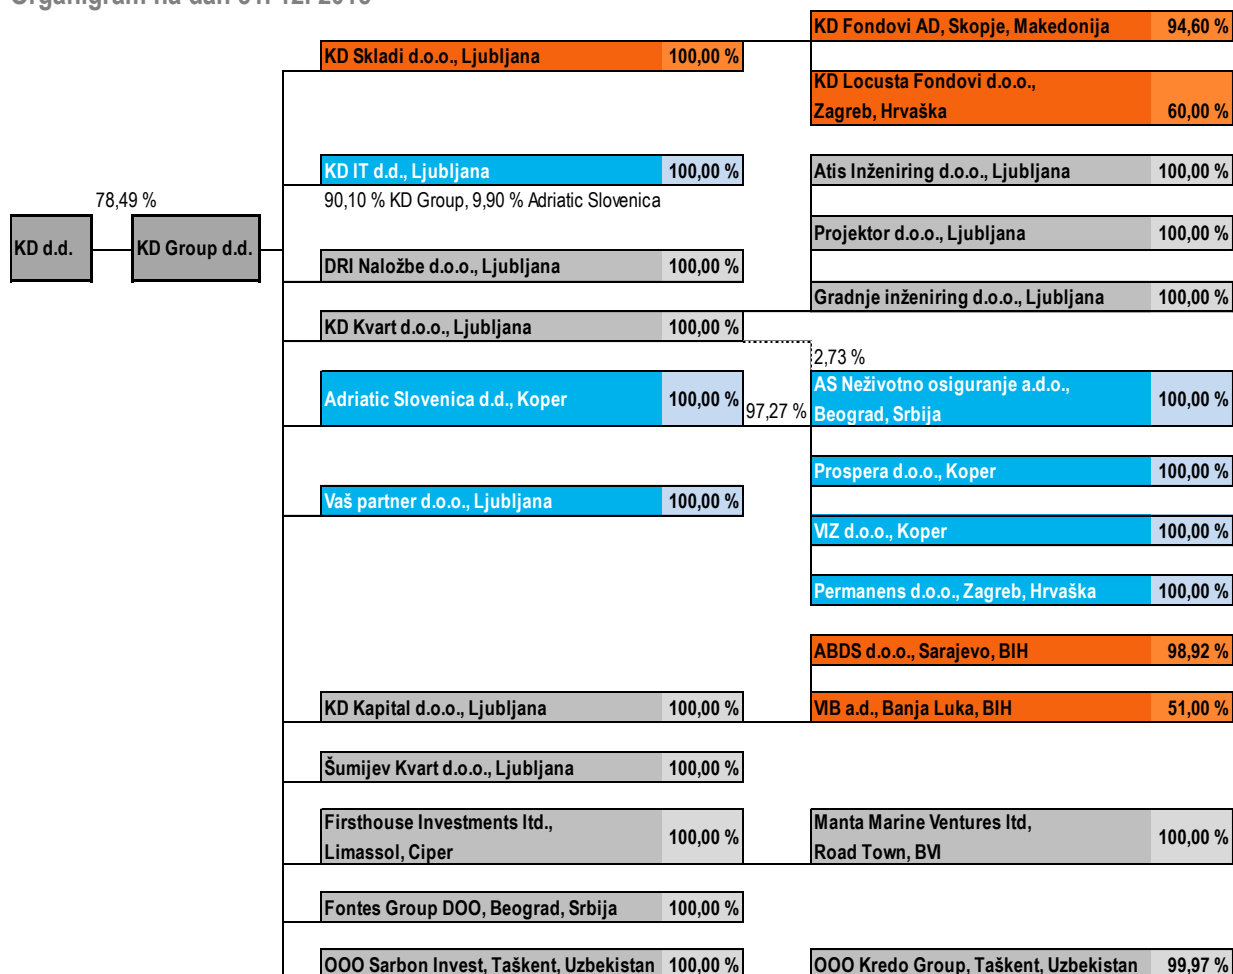 KD Fondovi AD, Skopje, Makedonija 94,60 %
KD Skladi d.o.o., Ljubljana 100,00 %
KD Locusta Fondovi d.o.o.,
Zagreb, Hrvaška 60,00 %
KD IT d.d., Ljubljana 100,00 %
Atis Inženiring d.o.o., Ljubljana 100,00 %
90,10 % KD Group, 9,90 % Adriatic Slovenica
78,49 %
KD d.d.
KD Group d.d.
Projektor d.o.o., Ljubljana 100,00 %
DRI Naložbe d.o.o., Ljubljana 100,00 %
Gradnje inženiring d.o.o., Ljubljana 100,00 %
KD Kvart d.o.o., Ljubljana 100,00 %
2,73 %
Adriatic Slovenica d.d., Koper 100,00 %
97,27 %
AS Neživotno osiguranje a.d.o.,
Beograd, Srbija 100,00 %
Prospera d.o.o., Koper 100,00 %
Vaš partner d.o.o., Ljubljana 100,00 %
VIZ d.o.o., Koper 100,00 %
Permanens d.o.o., Zagreb, Hrvaška 100,00 %
ABDS d.o.o., Sarajevo, BIH 98,92 %
KD Kapital d.o.o., Ljubljana 100,00 %
VIB a.d., Banja Luka, BIH 51,00 %
Šumijev Kvart d.o.o., Ljubljana 100,00 %
Firsthouse Investments ltd.,
Limassol, Ciper 100,00 %
Manta Marine Ventures ltd,
Road Town, BVI 100,00 %
Fontes Group DOO, Beograd, Srbija 100,00 %
OOO Sarbon Invest, Taškent, Uzbekistan 100,00 %
OOO Kredo Group, Taškent, Uzbekistan 99,97 %